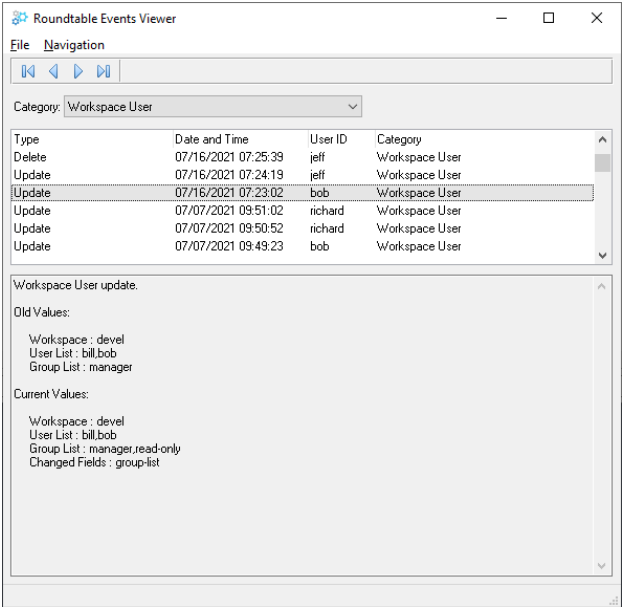 Roundtable Events Viewer
File Navigation
Category: Workspace User
Type Date and Time User ID Category
Delete 07/16/2021 07:25:39 jeff Workspace User
Update 07/16/2021 07:24:19 jeff Workspace User
Update 07/16/2021 07:23:02 bob Workspace User
Update 07/07/2021 09:51:02 richard Workspace User
Update 07/07/2021 09:50:52 richard Workspace User
Update 07/07/2021 09:49:23 bob Workspace User
Workspace User update.
Old Values:
Workspace : devel
User List : bill,bob
Group List : manager
Current Values:
Workspace : devel
User List : bill,bob
Group List : manager,read-only
Changed Fields : group-list